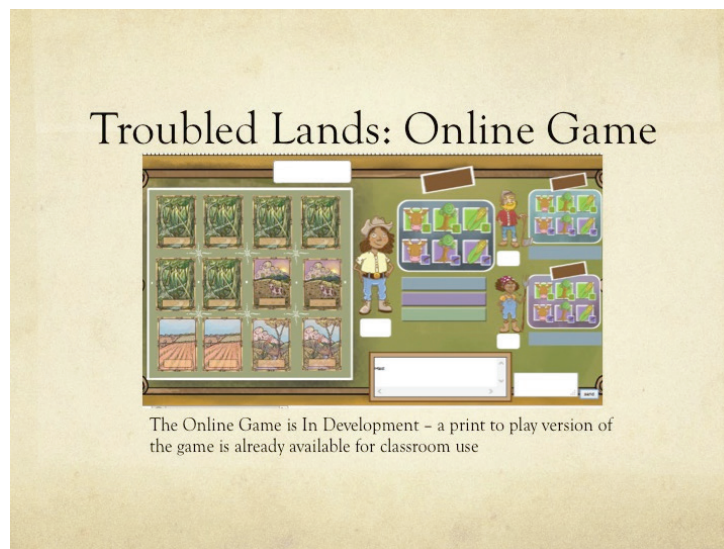 Troubled Lands: Online Game
The Online Game is In Development – a print to play version of
the game is already available for classroom use